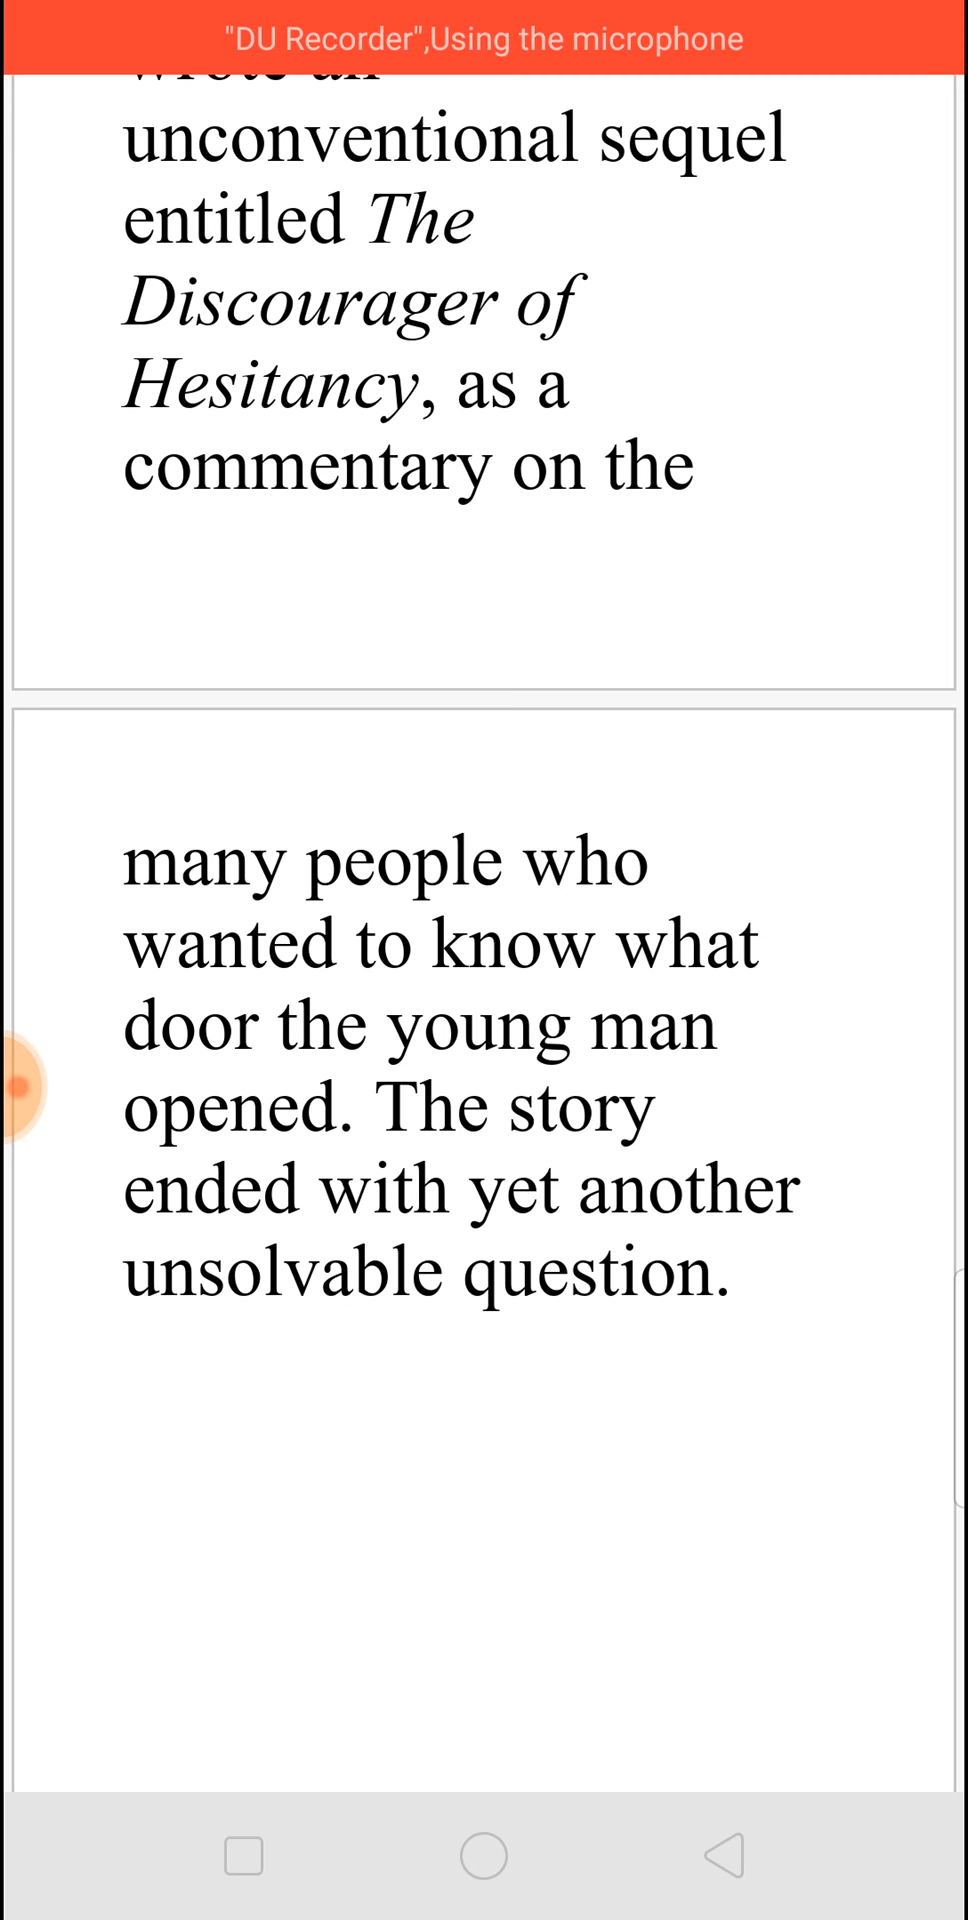 "DU Recorder",Using the microphone
unconventional sequel
entitled The
Discourager of
Hesitancy, as a
commentary on the
many people who
wanted to know what
door the young man
opened. The story
ended with yet another
unsolvable question.